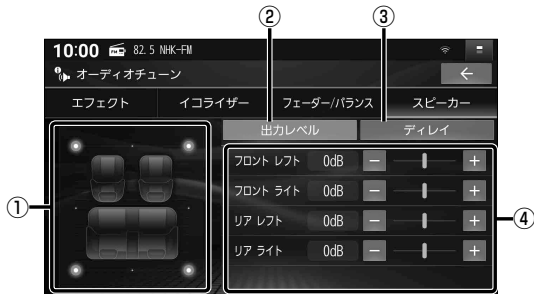 ② ③
10:00 FM 82.5 NHK-FM
オーディオチューン
エフェクト イコライザー フェーダー/バランス スピーカー
出力レベル ディレイ
フロント レフト 0dB － ＋
フロント ライト 0dB － ＋
① ④
リア レフト 0dB － ＋
リア ライト 0dB － ＋